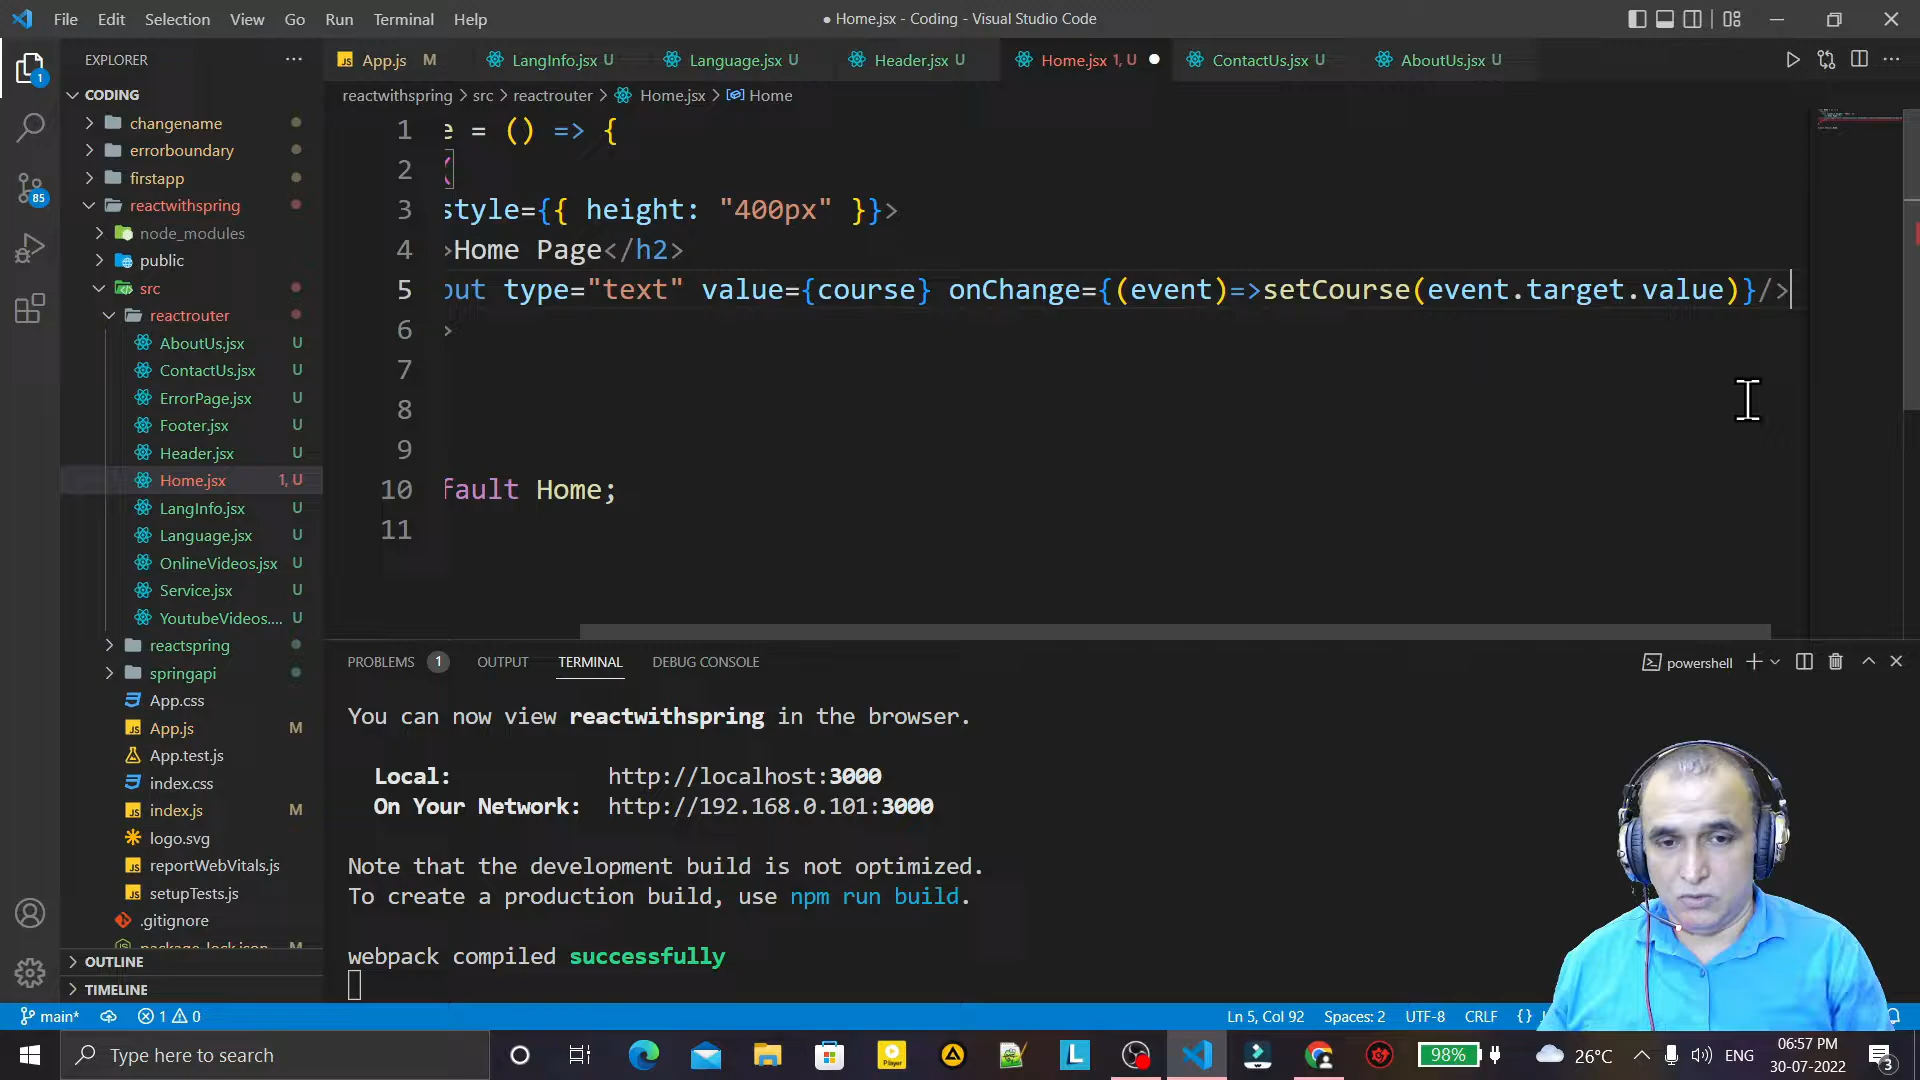 File Edit Selection View Go Run Terminal Help
● Home.jsx - Coding - Visual Studio Code
EXPLORER
CODING
changename
errorboundary
firstapp
reactwithspring
node_modules
public
src
reactrouter
AboutUs.jsx U
ContactUs.jsx U
ErrorPage.jsx U
Footer.jsx U
Header.jsx U
Home.jsx 1, U
LangInfo.jsx U
Language.jsx U
OnlineVideos.jsx U
Service.jsx U
YoutubeVideos.... U
reactspring
springapi
App.css
App.js M
App.test.js
index.css
index.js M
logo.svg
reportWebVitals.js
setupTests.js
.gitignore
package-lock.json M
OUTLINE
TIMELINE
1
85
App.js M LangInfo.jsx U Language.jsx U Header.jsx U Home.jsx 1, U ContactUs.jsx U AboutUs.jsx U
reactwithspring > src > reactrouter > Home.jsx > Home
1 e = () => {
2 (
3 style={{ height: "400px" }}>
4 >Home Page</h2>
5 put type="text" value={course} onChange={(event)=>setCourse(event.target.value)}/>
6 >
7
8
9
10 fault Home;
11
PROBLEMS 1 OUTPUT TERMINAL DEBUG CONSOLE
powershell
You can now view reactwithspring in the browser.
Local: http://localhost:3000
On Your Network: http://192.168.0.101:3000
Note that the development build is not optimized.
To create a production build, use npm run build.
webpack compiled successfully
main* 1 0
Ln 5, Col 92 Spaces: 2 UTF-8 CRLF {}
Type here to search
Player
L
98%
26°C
ENG
06:57 PM
30-07-2022
3